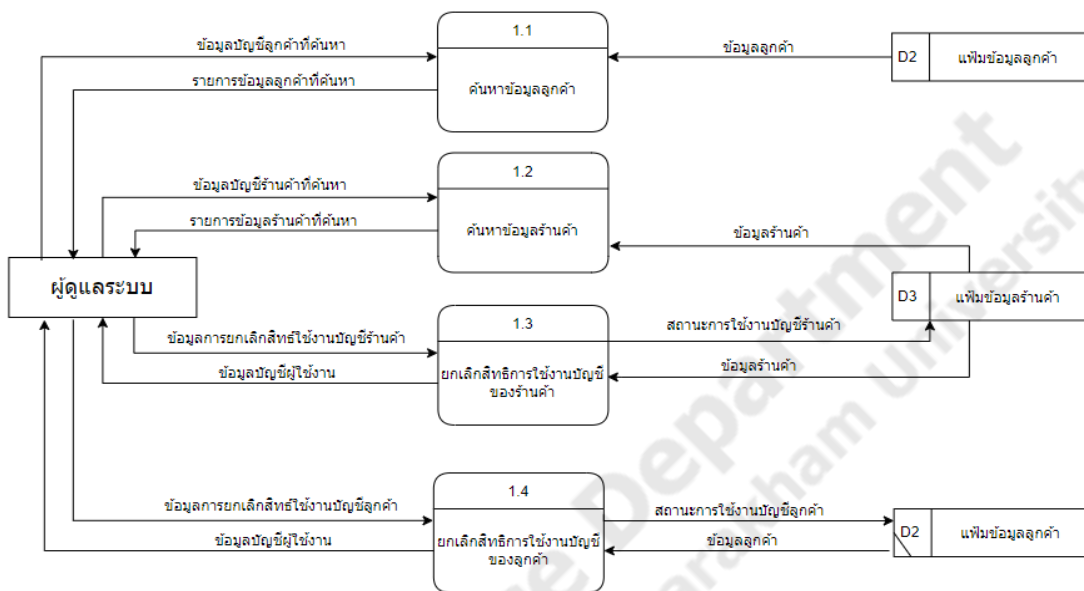 1.1
ข้อมูลบัญชีลูกค้าที่ค้นหา
ข้อมูลลูกค้า
D2
แฟ้มข้อมูลลูกค้า
รายการข้อมูลลูกค้าที่ค้นหา
ค้นหาข้อมูลลูกค้า
1.2
ข้อมูลบัญชีร้านค้าที่ค้นหา
รายการข้อมูลร้านค้าที่ค้นหา
ค้นหาข้อมูลร้านค้า
ข้อมูลร้านค้า
ผู้ดูแลระบบ
D3
แฟ้มข้อมูลร้านค้า
1.3
ข้อมูลการยกเลิกสิทธ์ใช้งานบัญชีร้านค้า
สถานะการใช้งานบัญชีร้านค้า
ข้อมูลบัญชีผู้ใช้งาน
ยกเลิกสิทธิการใช้งานบัญชี
ของร้านค้า
ข้อมูลร้านค้า
1.4
ข้อมูลการยกเลิกสิทธ์ใช้งานบัญชีลูกค้า
สถานะการใช้งานบัญชีลูกค้า
D2
แฟ้มข้อมูลลูกค้า
ข้อมูลบัญชีผู้ใช้งาน
ยกเลิกสิทธิการใช้งานบัญชี
ของลูกค้า
ข้อมูลลูกค้า
Department